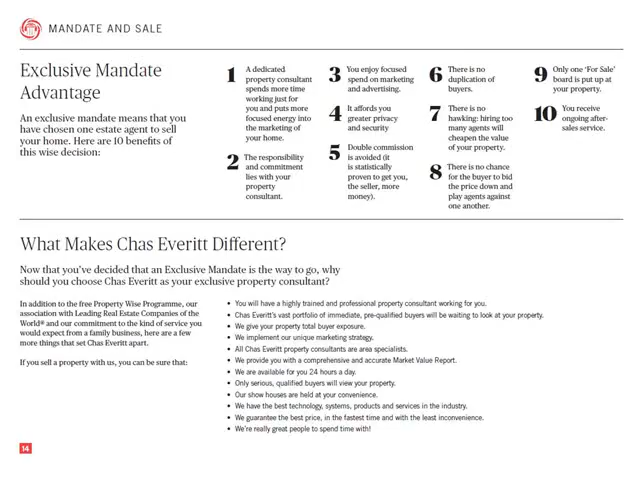 MANDATE AND SALE
Exclusive Mandate
Advantage
An exclusive mandate means that you
have chosen one estate agent to sell
your home. Here are 10 benefits of
this wise decision:
1 A dedicated
property consultant
spends more time
working just for
you and puts more
focused energy into
the marketing of
your home.
2 The responsibility
and commitment
lies with your
property
consultant.
3 You enjoy focused
spend on marketing
and advertising.
4 It affords you
greater privacy
and security
5 Double commission
is avoided (it
is statistically
proven to get you,
the seller, more
money).
6 There is no
duplication of
buyers.
7 There is no
hawking: hiring too
many agents will
cheapen the value
of your property.
8 There is no chance
for the buyer to bid
the price down and
play agents against
one another.
9 Only one ‘For Sale’
board is put up at
your property.
10 You receive
ongoing after-
sales service.
What Makes Chas Everitt Different?
Now that you’ve decided that an Exclusive Mandate is the way to go, why
should you choose Chas Everitt as your exclusive property consultant?
In addition to the free Property Wise Programme, our
association with Leading Real Estate Companies of the
World® and our commitment to the kind of service you
would expect from a family business, here are a few
more things that set Chas Everitt apart.
If you sell a property with us, you can be sure that:
• You will have a highly trained and professional property consultant working for you.
• Chas Everitt’s vast portfolio of immediate, pre-qualified buyers will be waiting to look at your property.
• We give your property total buyer exposure.
• We implement our unique marketing strategy.
• All Chas Everitt property consultants are area specialists.
• We provide you with a comprehensive and accurate Market Value Report.
• We are available for you 24 hours a day.
• Only serious, qualified buyers will view your property.
• Our show houses are held at your convenience.
• We have the best technology, systems, products and services in the industry.
• We guarantee the best price, in the fastest time and with the least inconvenience.
• We’re really great people to spend time with!
14